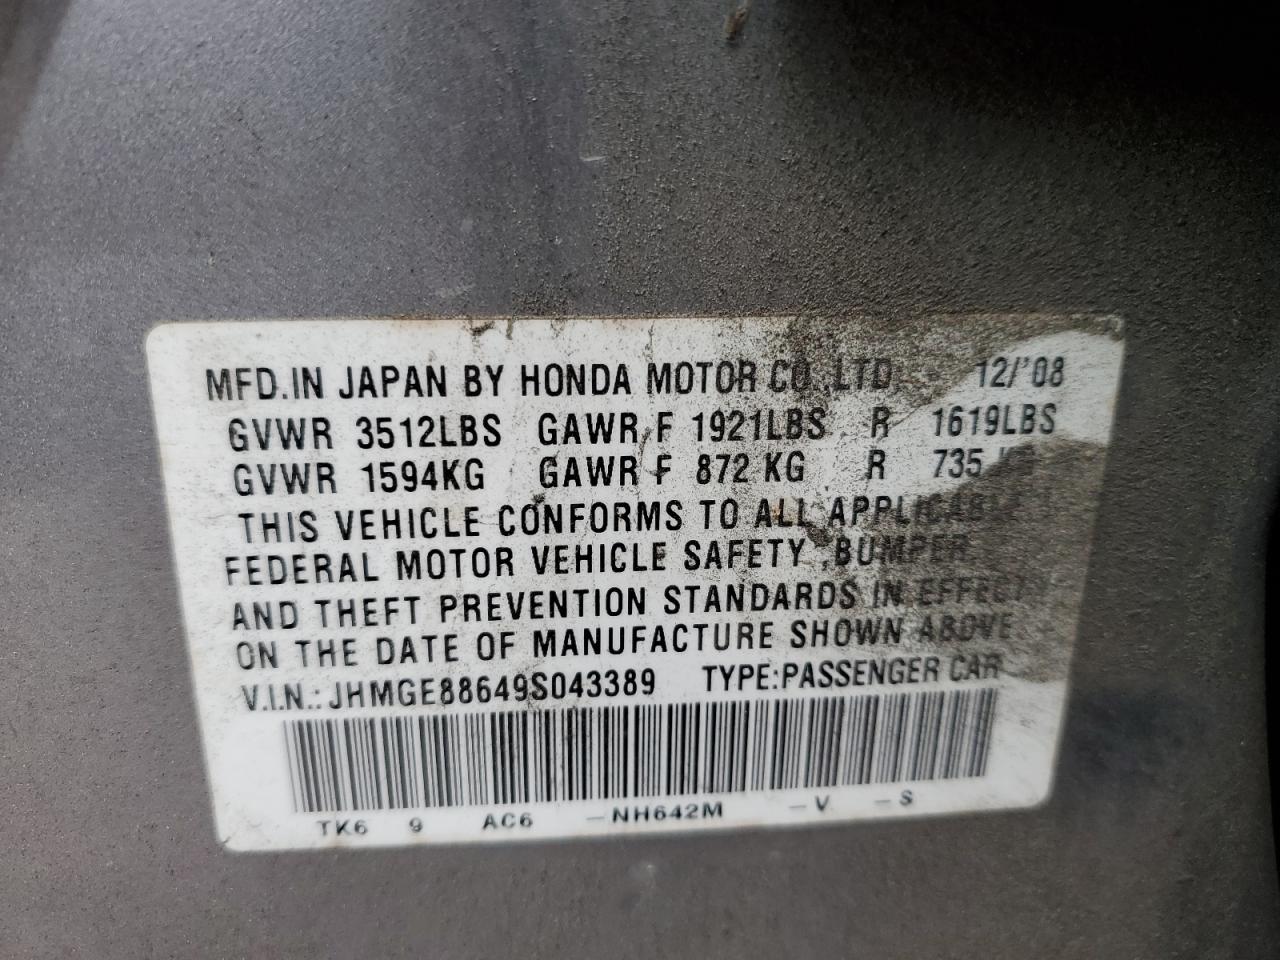 MFD.IN JAPAN BY HONDA MOTOR CO.,LTD. 12/'08
GVWR 3512LBS GAWR F 1921LBS R 1619LBS
GVWR 1594KG GAWR F 872 KG R 735 KG
THIS VEHICLE CONFORMS TO ALL APPLICABLE
FEDERAL MOTOR VEHICLE SAFETY ,BUMPER
AND THEFT PREVENTION STANDARDS IN EFFECT
ON THE DATE OF MANUFACTURE SHOWN ABOVE
V.I.N.: JHMGE88649S043389 TYPE:PASSENGER CAR
TK6 9 AC6 –NH642M –V –S